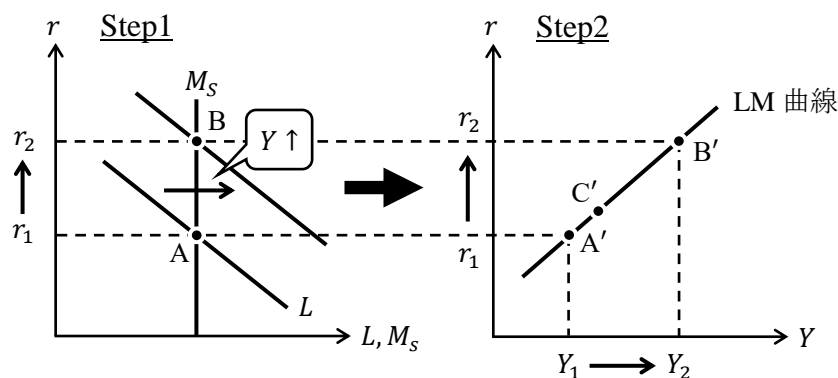 Step1
r
M_S
B
Y ↑
r_2
r_1
A
L
L, M_s
Step2
r
LM 曲線
r_2
B′
C′
A′
r_1
Y
Y_1
Y_2